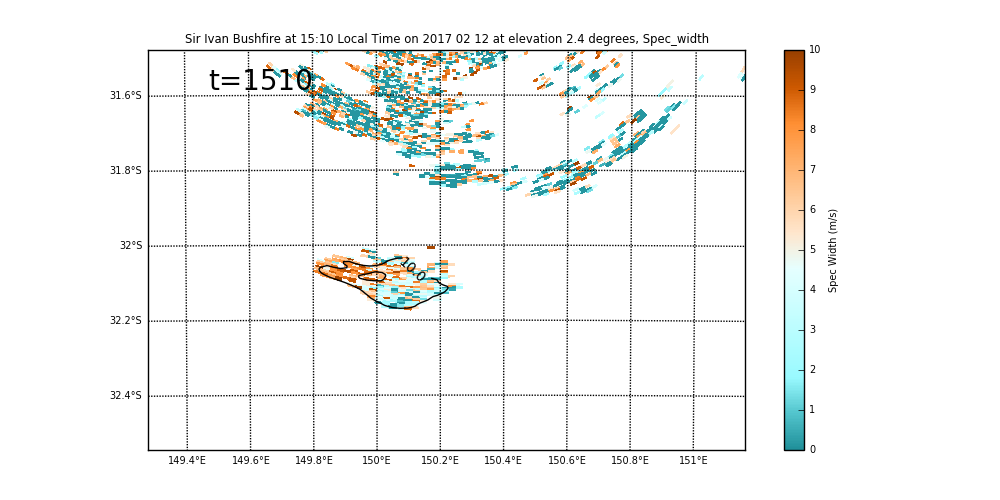 Sir Ivan Bushfire at 15:10 Local Time on 2017 02 12 at elevation 2.4 degrees, Spec_width
t=1510
31.6°S
31.8°S
32°S
32.2°S
32.4°S
149.4°E 149.6°E 149.8°E 150°E 150.2°E 150.4°E 150.6°E 150.8°E 151°E
10
9
8
7
6
5
4
3
2
1
0
Spec Width (m/s)